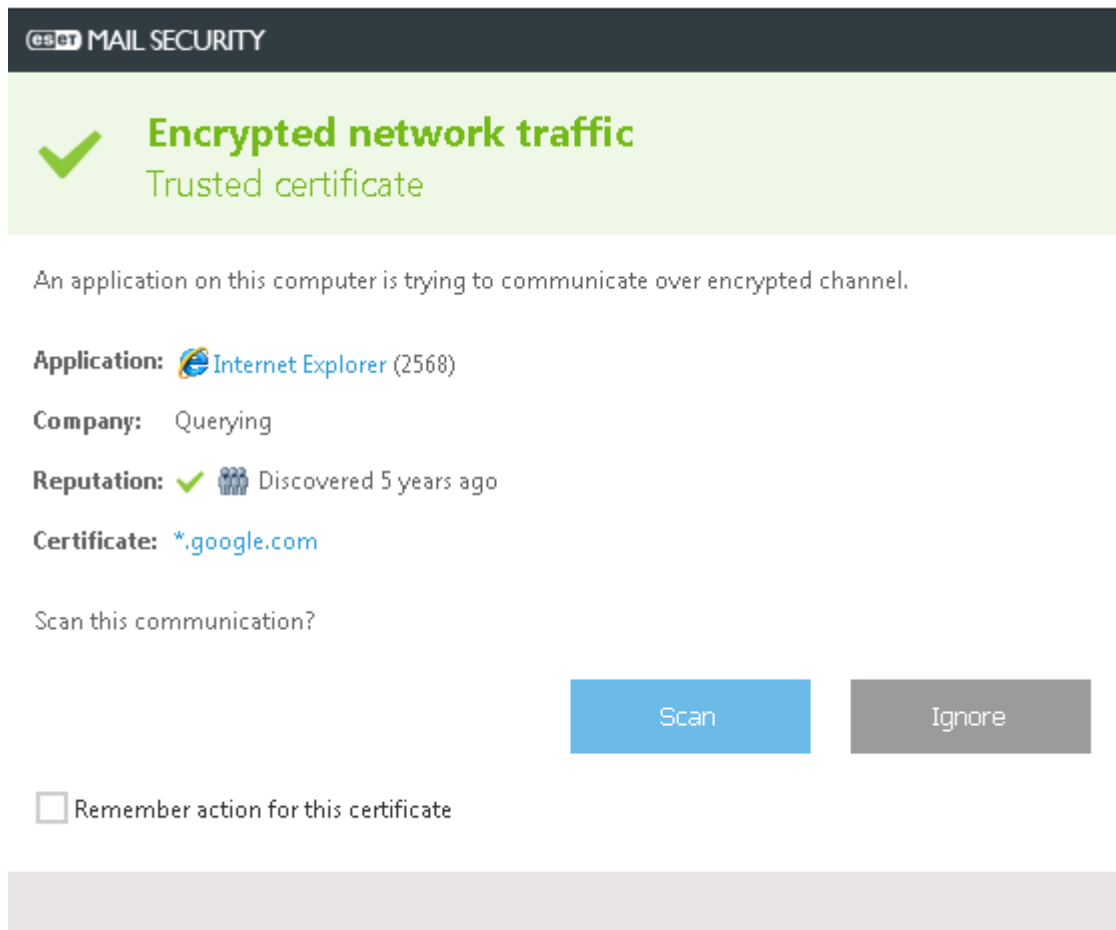 eset MAIL SECURITY
Encrypted network traffic
Trusted certificate
An application on this computer is trying to communicate over encrypted channel.
Application: Internet Explorer (2568)
Company: Querying
Reputation: Discovered 5 years ago
Certificate: *.google.com
Scan this communication?
Scan Ignore
Remember action for this certificate